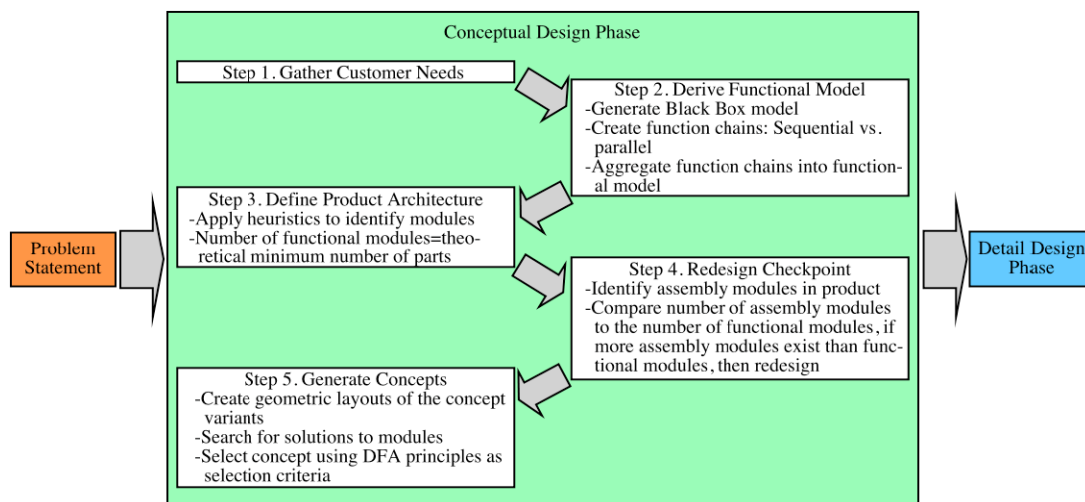 Conceptual Design Phase
Step 1. Gather Customer Needs
Step 2. Derive Functional Model
-Generate Black Box model
-Create function chains: Sequential vs.
parallel
-Aggregate function chains into function-
al model
Step 3. Define Product Architecture
-Apply heuristics to identify modules
-Number of functional modules=theo-
retical minimum number of parts
Problem
Statement
Step 4. Redesign Checkpoint
-Identify assembly modules in product
-Compare number of assembly modules
to the number of functional modules, if
more assembly modules exist than func-
tional modules, then redesign
Detail Design
Phase
Step 5. Generate Concepts
-Create geometric layouts of the concept
variants
-Search for solutions to modules
-Select concept using DFA principles as
selection criteria